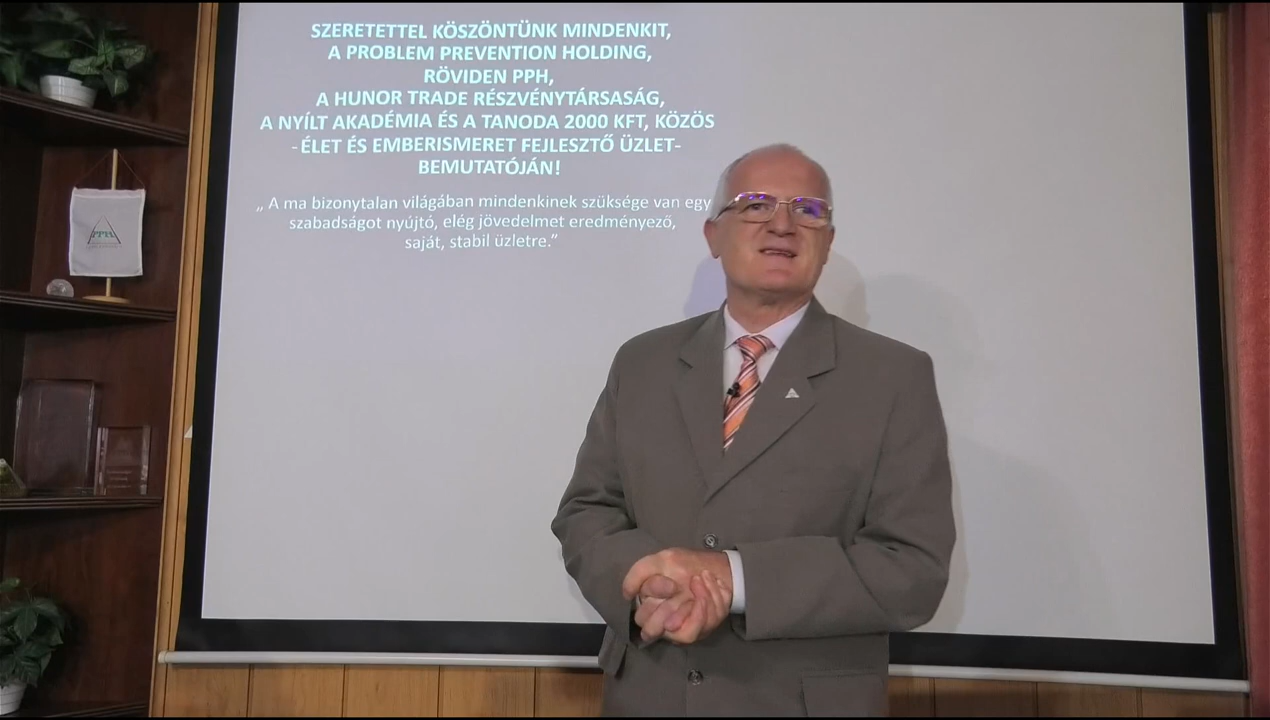 SZERETETTEL KÖSZÖNTÜNK MINDENKIT,
A PROBLEM PREVENTION HOLDING,
RÖVIDEN PPH,
A HUNOR TRADE RÉSZVÉNYTÁRSASÁG,
A NYÍLT AKADÉMIA ÉS A TANODA 2000 KFT, KÖZÖS
-ÉLET ÉS EMBERISMERET FEJLESZTŐ ÜZLET-
BEMUTATÓJÁN!
„ A ma bizonytalan világában mindenkinek szüksége van egy
szabadságot nyújtó, elég jövedelmet eredményező,
saját, stabil üzletre.”
PPH